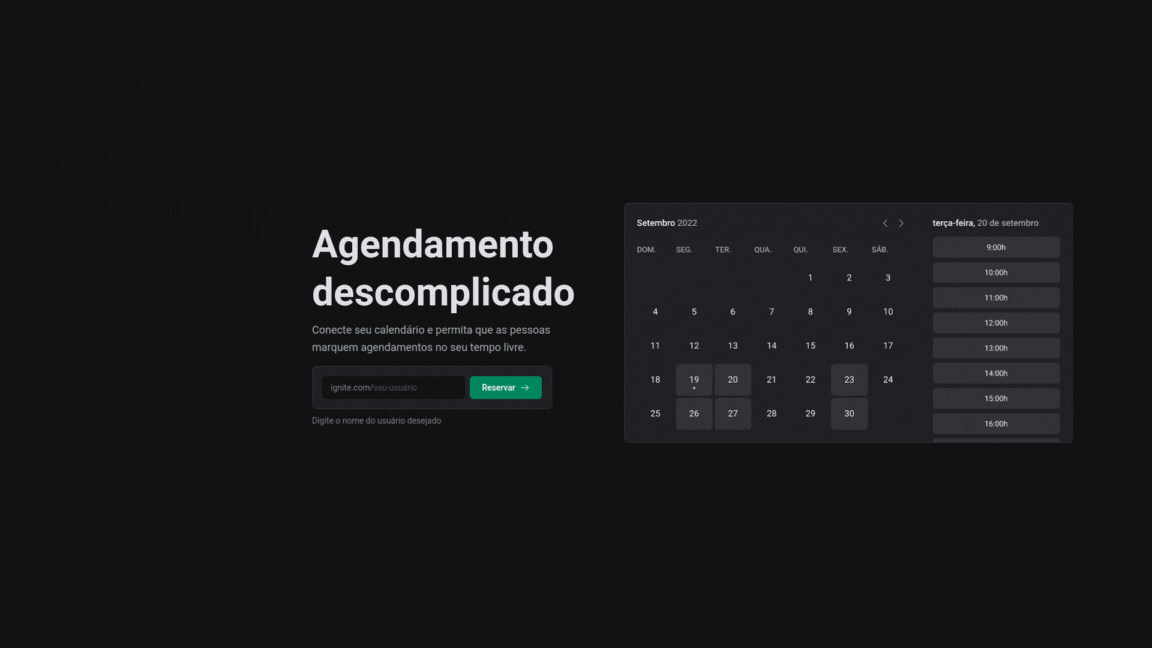 Agendamento
descomplicado
Conecte seu calendário e permita que as pessoas
marquem agendamentos no seu tempo livre.
ignite.com/seu-usuário
Reservar →
Digite o nome do usuário desejado
Setembro 2022
DOM. SEG. TER. QUA. QUI. SEX. SÁB.
1 2 3
4 5 6 7 8 9 10
11 12 13 14 15 16 17
18 19 20 21 22 23 24
25 26 27 28 29 30
terça-feira, 20 de setembro
9:00h
10:00h
11:00h
12:00h
13:00h
14:00h
15:00h
16:00h